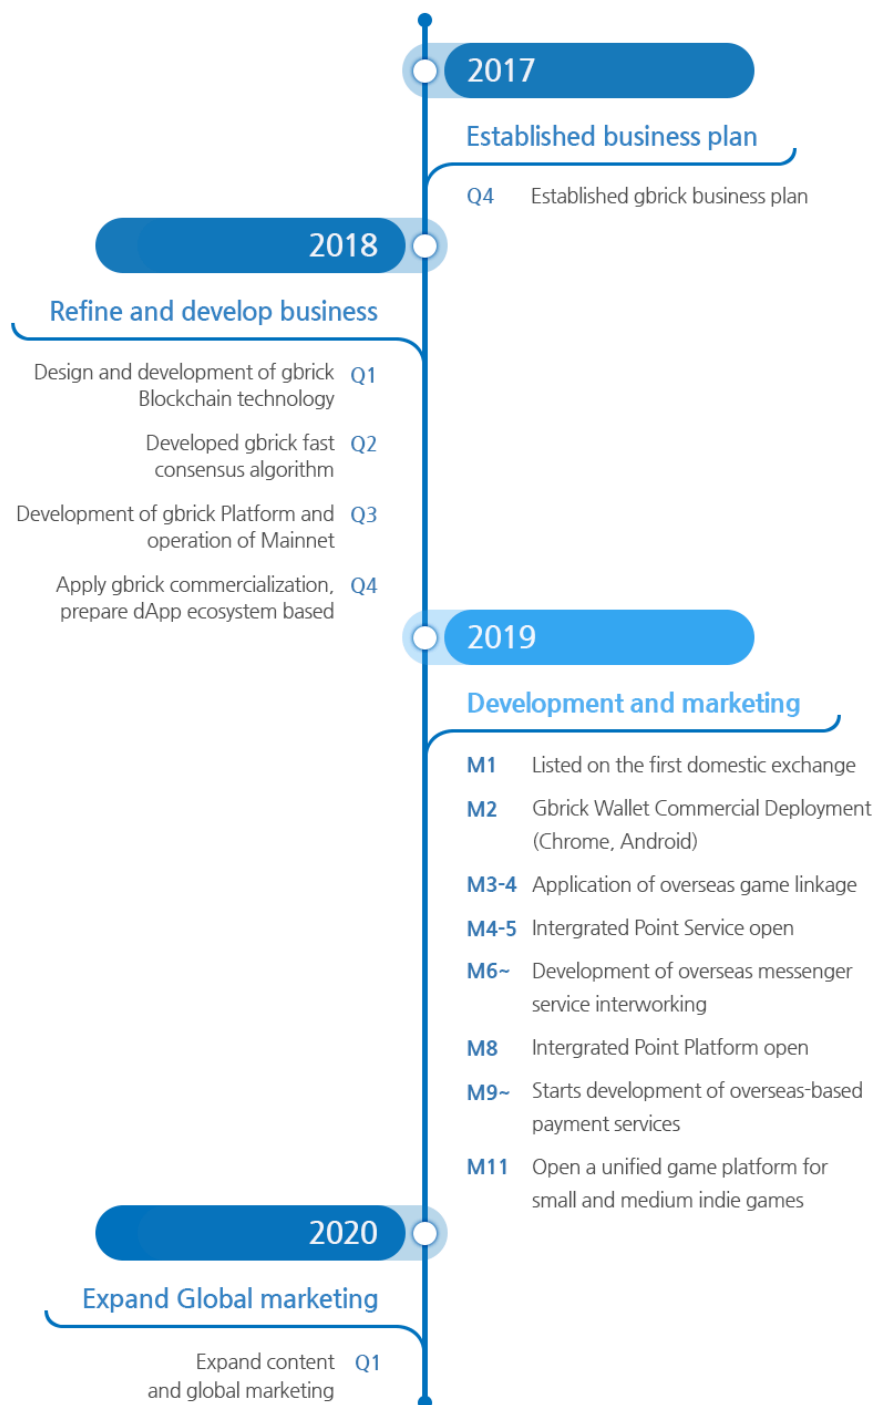 2017
Established business plan
Q4 Established gbrick business plan
2018
Refine and develop business
Design and development of gbrick Q1
Blockchain technology
Developed gbrick fast Q2
consensus algorithm
Development of gbrick Platform and Q3
operation of Mainnet
Apply gbrick commercialization, Q4
prepare dApp ecosystem based
2019
Development and marketing
M1 Listed on the first domestic exchange
M2 Gbrick Wallet Commercial Deployment
(Chrome, Android)
M3-4 Application of overseas game linkage
M4-5 Intergrated Point Service open
M6~ Development of overseas messenger
service interworking
M8 Intergrated Point Platform open
M9~ Starts development of overseas-based
payment services
M11 Open a unified game platform for
small and medium indie games
2020
Expand Global marketing
Expand content Q1
and global marketing